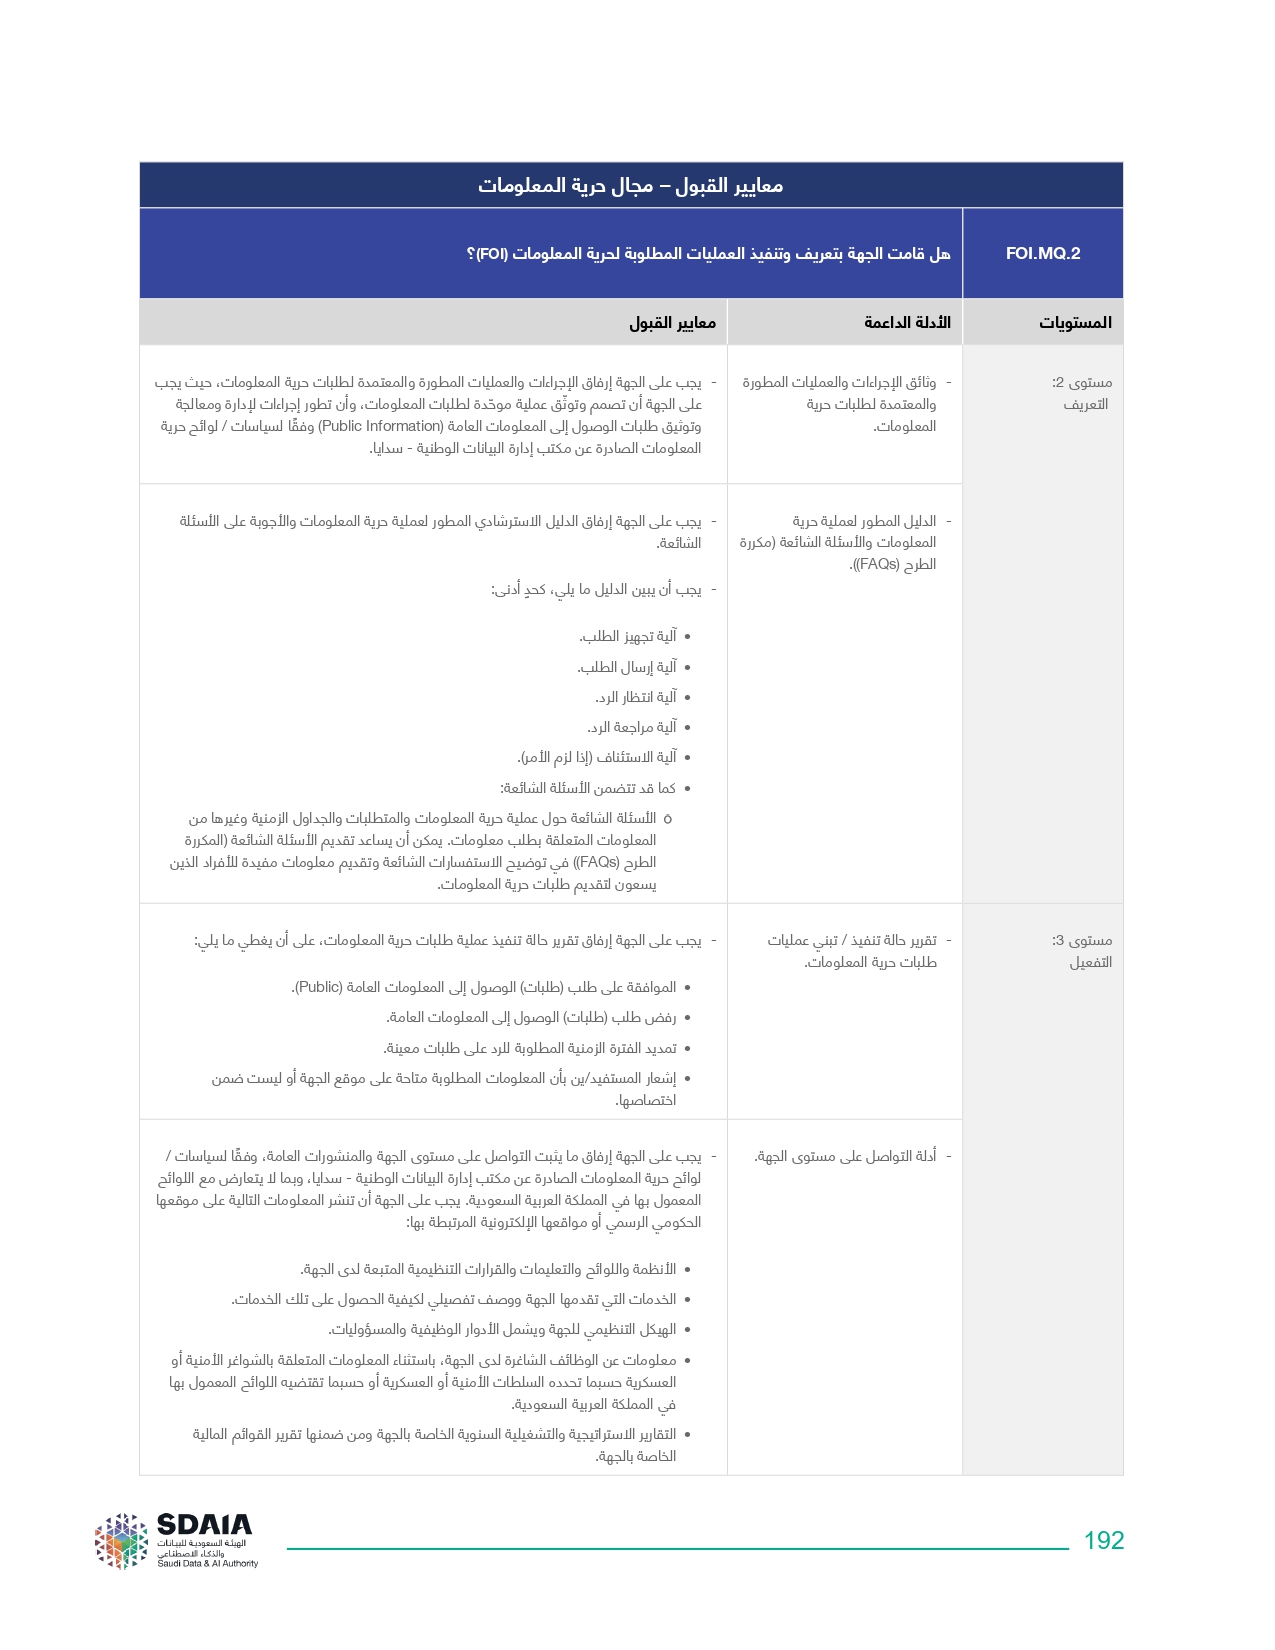 معايير القبول – مجال حرية المعلومات
FOI.MQ.2
هل قامت الجهة بتعريف وتنفيذ العمليات المطلوبة لحرية المعلومات (FOI)؟
المستويات
الأدلة الداعمة
معايير القبول
مستوى 2:
التعريف
- وثائق الإجراءات والعمليات المطورة
والمعتمدة لطلبات حرية
المعلومات.
- يجب على الجهة إرفاق الإجراءات والعمليات المطورة والمعتمدة لطلبات حرية المعلومات، حيث يجب
على الجهة أن تصمم وتوثّق عملية موحّدة لطلبات المعلومات، وأن تطور إجراءات لإدارة ومعالجة
وتوثيق طلبات الوصول إلى المعلومات العامة (Public Information) وفقًا لسياسات / لوائح حرية
المعلومات الصادرة عن مكتب إدارة البيانات الوطنية - سدايا.
- الدليل المطور لعملية حرية
المعلومات والأسئلة الشائعة (مكررة
الطرح (FAQs)).
- يجب على الجهة إرفاق الدليل الاسترشادي المطور لعملية حرية المعلومات والأجوبة على الأسئلة
الشائعة.
- يجب أن يبين الدليل ما يلي، كحدٍ أدنى:
• آلية تجهيز الطلب.
• آلية إرسال الطلب.
• آلية انتظار الرد.
• آلية مراجعة الرد.
• آلية الاستئناف (إذا لزم الأمر).
• كما قد تتضمن الأسئلة الشائعة:
o الأسئلة الشائعة حول عملية حرية المعلومات والمتطلبات والجداول الزمنية وغيرها من
المعلومات المتعلقة بطلب معلومات. يمكن أن يساعد تقديم الأسئلة الشائعة (المكررة
الطرح (FAQs)) في توضيح الاستفسارات الشائعة وتقديم معلومات مفيدة للأفراد الذين
يسعون لتقديم طلبات حرية المعلومات.
مستوى 3:
التفعيل
- تقرير حالة تنفيذ / تبني عمليات
طلبات حرية المعلومات.
- يجب على الجهة إرفاق تقرير حالة تنفيذ عملية طلبات حرية المعلومات، على أن يغطي ما يلي:
• الموافقة على طلب (طلبات) الوصول إلى المعلومات العامة (Public).
• رفض طلب (طلبات) الوصول إلى المعلومات العامة.
• تمديد الفترة الزمنية المطلوبة للرد على طلبات معينة.
• إشعار المستفيد/ين بأن المعلومات المطلوبة متاحة على موقع الجهة أو ليست ضمن
اختصاصها.
- أدلة التواصل على مستوى الجهة.
- يجب على الجهة إرفاق ما يثبت التواصل على مستوى الجهة والمنشورات العامة، وفقًا لسياسات /
لوائح حرية المعلومات الصادرة عن مكتب إدارة البيانات الوطنية - سدايا، وبما لا يتعارض مع اللوائح
المعمول بها في المملكة العربية السعودية. يجب على الجهة أن تنشر المعلومات التالية على موقعها
الحكومي الرسمي أو مواقعها الإلكترونية المرتبطة بها:
• الأنظمة واللوائح والتعليمات والقرارات التنظيمية المتبعة لدى الجهة.
• الخدمات التي تقدمها الجهة ووصف تفصيلي لكيفية الحصول على تلك الخدمات.
• الهيكل التنظيمي للجهة ويشمل الأدوار الوظيفية والمسؤوليات.
• معلومات عن الوظائف الشاغرة لدى الجهة، باستثناء المعلومات المتعلقة بالشواغر الأمنية أو
العسكرية حسبما تحدده السلطات الأمنية أو العسكرية أو حسبما تقتضيه اللوائح المعمول بها
في المملكة العربية السعودية.
• التقارير الاستراتيجية والتشغيلية السنوية الخاصة بالجهة ومن ضمنها تقرير القوائم المالية
الخاصة بالجهة.
SDAIA
الهيئة السعودية للبيانات
والذكاء الاصطناعي
Saudi Data & AI Authority
192